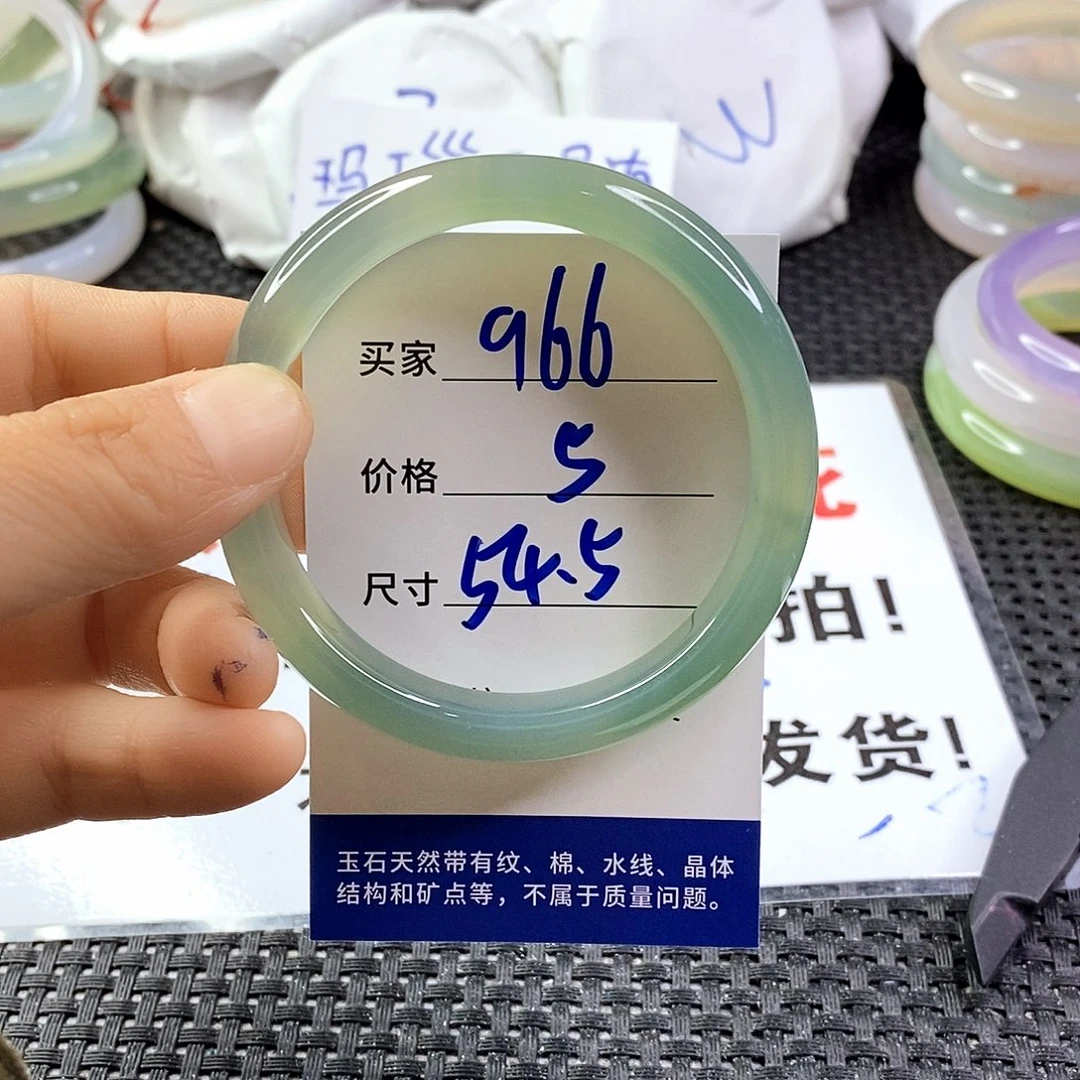 玛
买家 966
价格 5
尺寸 54.5
拍！
发货！
玉石天然带有纹、棉、水线、晶体
结构和矿点等，不属于质量问题。